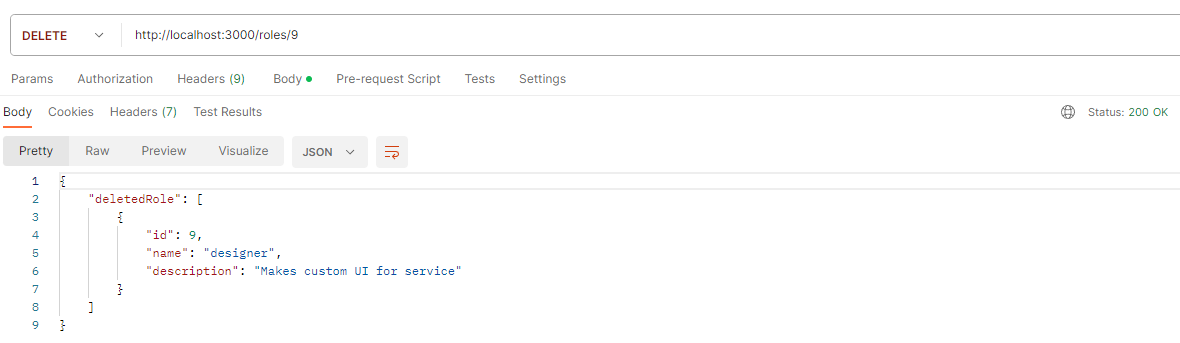 DELETE http://localhost:3000/roles/9
Params Authorization Headers (9) Body Pre-request Script Tests Settings
Body Cookies Headers (7) Test Results Status: 200 OK
Pretty Raw Preview Visualize JSON
1 {
2 "deletedRole": [
3 {
4 "id": 9,
5 "name": "designer",
6 "description": "Makes custom UI for service"
7 }
8 ]
9 }